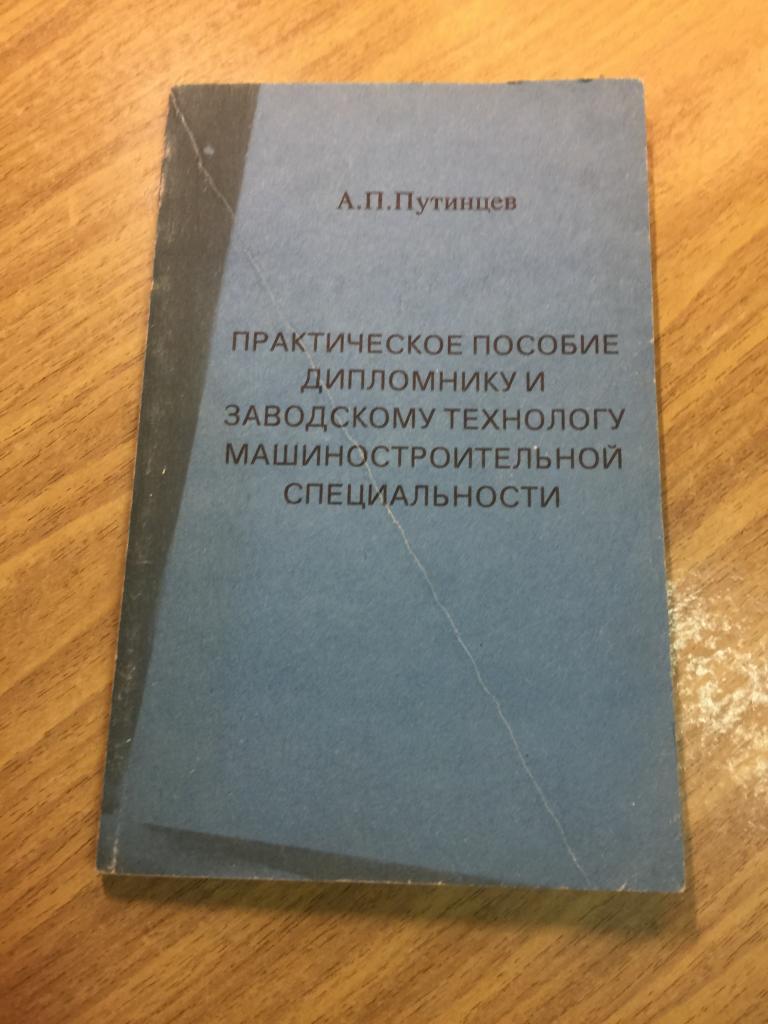 А.П.Путинцев
ПРАКТИЧЕСКОЕ ПОСОБИЕ
ДИПЛОМНИКУ И
ЗАВОДСКОМУ ТЕХНОЛОГУ
МАШИНОСТРОИТЕЛЬНОЙ
СПЕЦИАЛЬНОСТИ